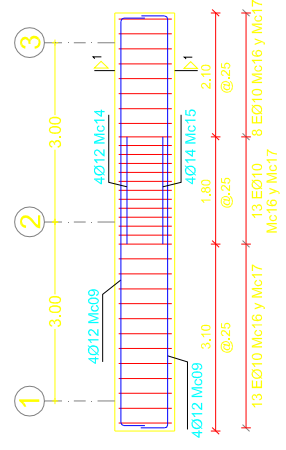 1
2
3
3.00
3.00
4Ø12 Mc09
4Ø12 Mc14
1
4Ø12 Mc09
4Ø14 Mc15
1
3,10
1,80
2,10
@.25
@.25
@.25
13 EØ10 Mc16 y Mc17
13 EØ10
Mc16 y Mc17
8 EØ10 Mc16 y Mc17